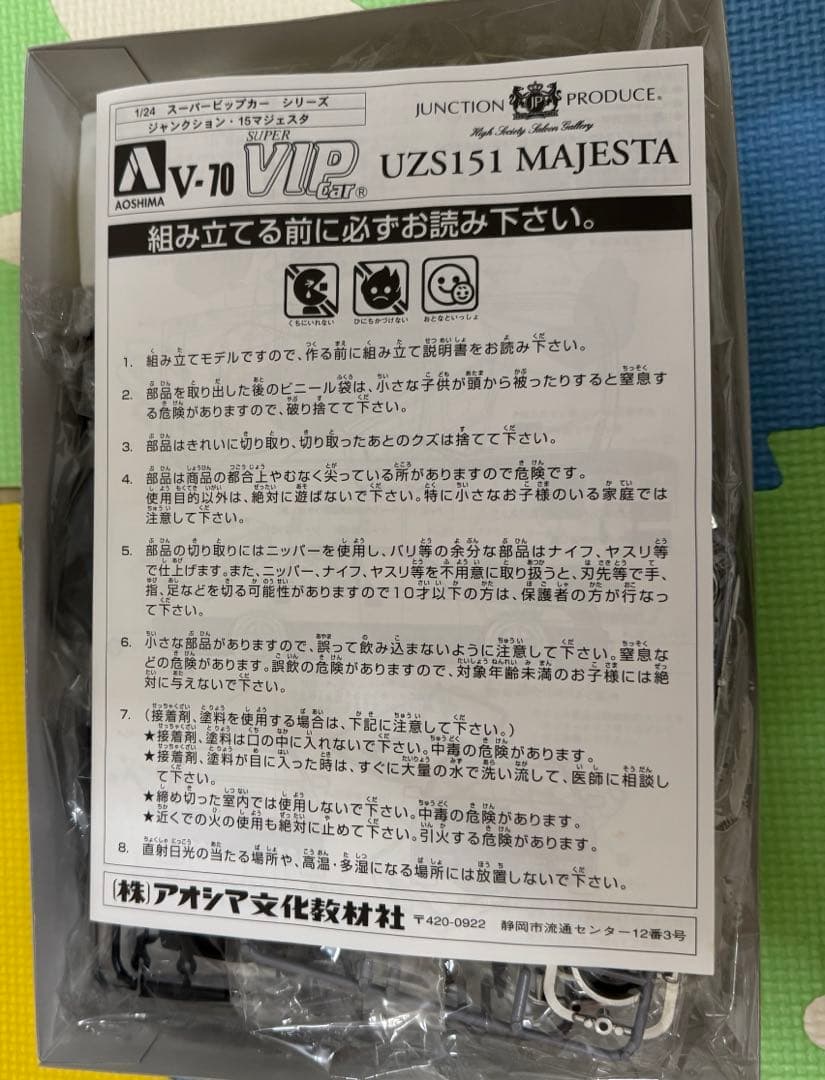 1/24 スーパービップカー シリーズ
ジャンクション・15マジェスタ
JUNCTION JP PRODUCE®
High Society Saloon Gallery
AOSHIMA
V-70
SUPER
VIP car®
UZS151 MAJESTA
組み立てる前に必ずお読み下さい。
くちにいれない ひにちかづけない おとなといっしょ
1. 組み立てモデルですので、作る前に組み立て説明書をお読み下さい。
2. 部品を取り出した後のビニール袋は、小さな子供が頭から被ったりすると窒息す
る危険がありますので、破り捨てて下さい。
3. 部品はきれいに切り取り、切り取ったあとのクズは捨てて下さい。
4. 部品は商品の都合上やむなく尖っている所がありますので危険です。
使用目的以外は、絶対に遊ばないで下さい。特に小さなお子様のいる家庭では
注意して下さい。
5. 部品の切り取りにはニッパーを使用し、バリ等の余分な部品はナイフ、ヤスリ等
で仕上げます。また、ニッパー、ナイフ、ヤスリ等を不用意に取り扱うと、刃先等で手、
指、足などを切る可能性がありますので10才以下の方は、保護者の方が行なっ
て下さい。
6. 小さな部品がありますので、誤って飲み込まないように注意して下さい。窒息な
どの危険があります。誤飲の危険がありますので、対象年齢未満のお子様には絶
対に与えないで下さい。
7. (接着剤、塗料を使用する場合は、下記に注意して下さい。)
★接着剤、塗料は口の中に入れないで下さい。中毒の危険があります。
★接着剤、塗料が目に入った時は、すぐに大量の水で洗い流して、医師に相談し
て下さい。
★締め切った室内では使用しないで下さい。中毒の危険があります。
★近くでの火の使用も絶対に止めて下さい。引火する危険があります。
8. 直射日光の当たる場所や、高温・多湿になる場所には放置しないで下さい。
(株)アオシマ文化教材社 〒420-0922 静岡市流通センター12番3号